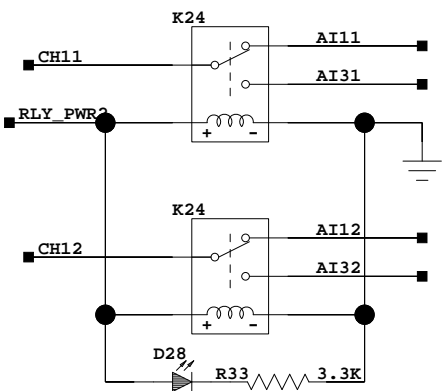 K24
CH11
AI11
AI31
RLY_PWR2
+ -
K24
CH12
AI12
AI32
+ -
D28
R33 3.3K